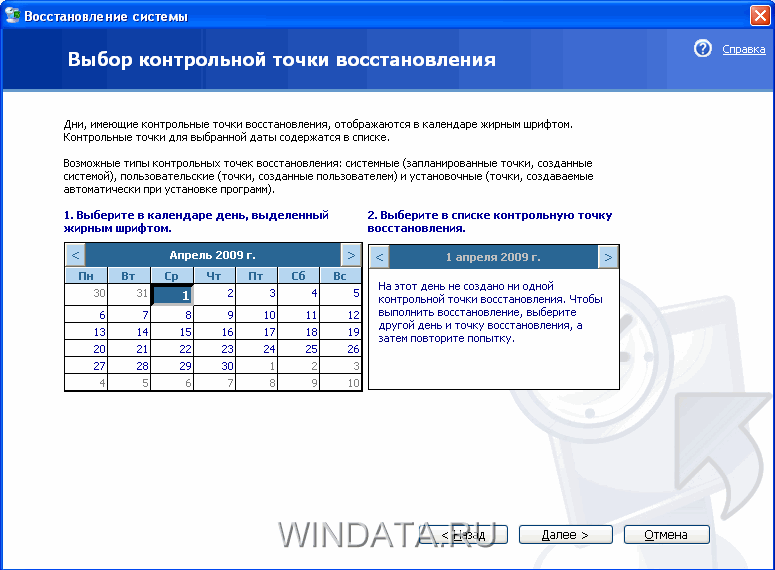 Восстановление системы
Выбор контрольной точки восстановления
Справка
Дни, имеющие контрольные точки восстановления, отображаются в календаре жирным шрифтом.
Контрольные точки для выбранной даты содержатся в списке.
Возможные типы контрольных точек восстановления: системные (запланированные точки, созданные
системой), пользовательские (точки, созданные пользователем) и установочные (точки, создаваемые
автоматически при установке программ).
1. Выберите в календаре день, выделенный
жирным шрифтом.
< Апрель 2009 г. >
Пн Вт Ср Чт Пт Сб Вс
30 31 1 2 3 4 5
6 7 8 9 10 11 12
13 14 15 16 17 18 19
20 21 22 23 24 25 26
27 28 29 30 1 2 3
4 5 6 7 8 9 10
2. Выберите в списке контрольную точку
восстановления.
< 1 апреля 2009 г. >
На этот день не создано ни одной
контрольной точки восстановления. Чтобы
выполнить восстановление, выберите
другой день и точку восстановления, а
затем повторите попытку.
WINDATA.RU
< Назад Далее > Отмена